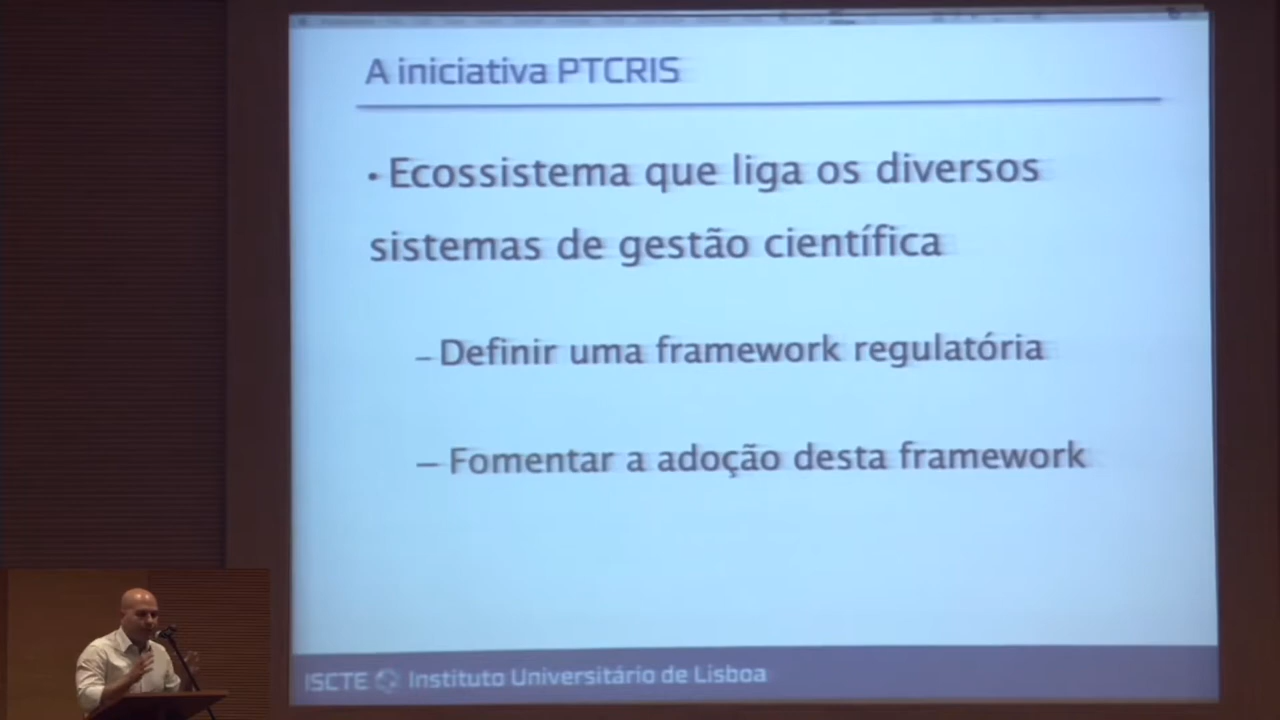 A iniciativa PTCRIS
• Ecossistema que liga os diversos
sistemas de gestão científica
– Definir uma framework regulatória
– Fomentar a adoção desta framework
ISCTE Instituto Universitário de Lisboa